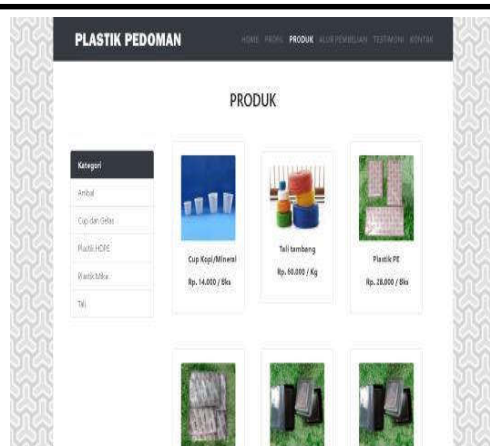 PLASTIK PEDOMAN
HOME PROFIL PRODUK ALUR PEMBELIAN TESTIMONI KONTAK
PRODUK
Kategori
Ambal
Cup dan Gelas
Plastik HDPE
Plastik Mika
Tali
Cup Kopi/Mineral
Rp. 14.000 / Bks
Tali tambang
Rp. 60.000 / Kg
Plastik PE
Rp. 28.000 / Bks